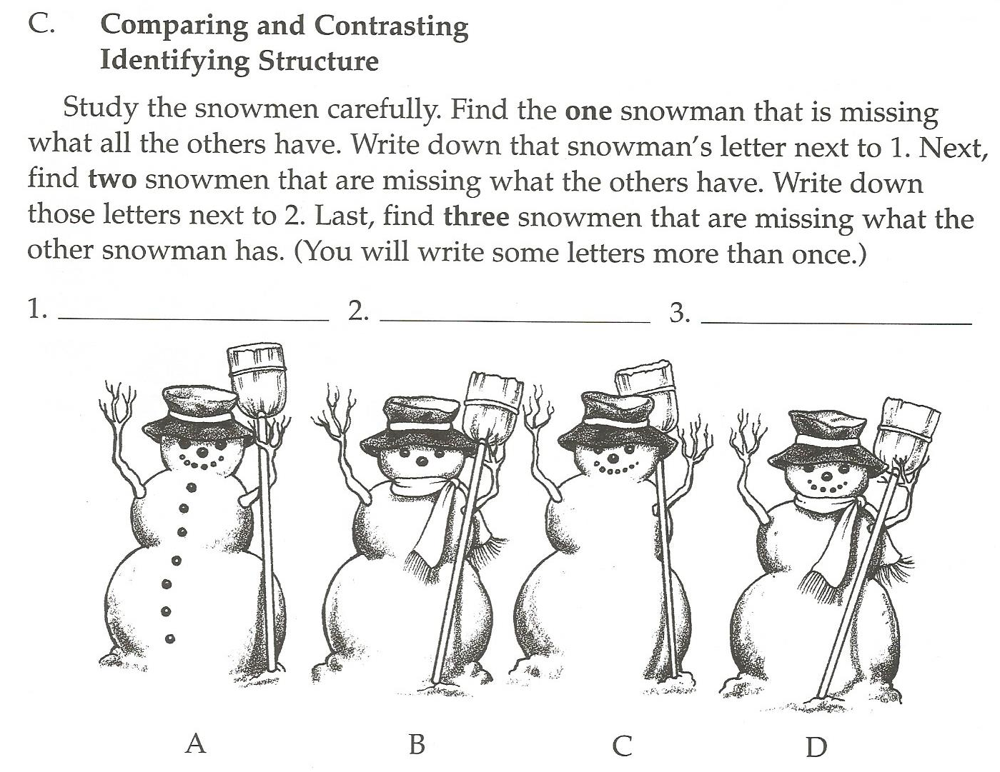 C. Comparing and Contrasting
Identifying Structure
Study the snowmen carefully. Find the one snowman that is missing
what all the others have. Write down that snowman's letter next to 1. Next,
find two snowmen that are missing what the others have. Write down
those letters next to 2. Last, find three snowmen that are missing what the
other snowman has. (You will write some letters more than once.)
1. 2. 3.
A B C D